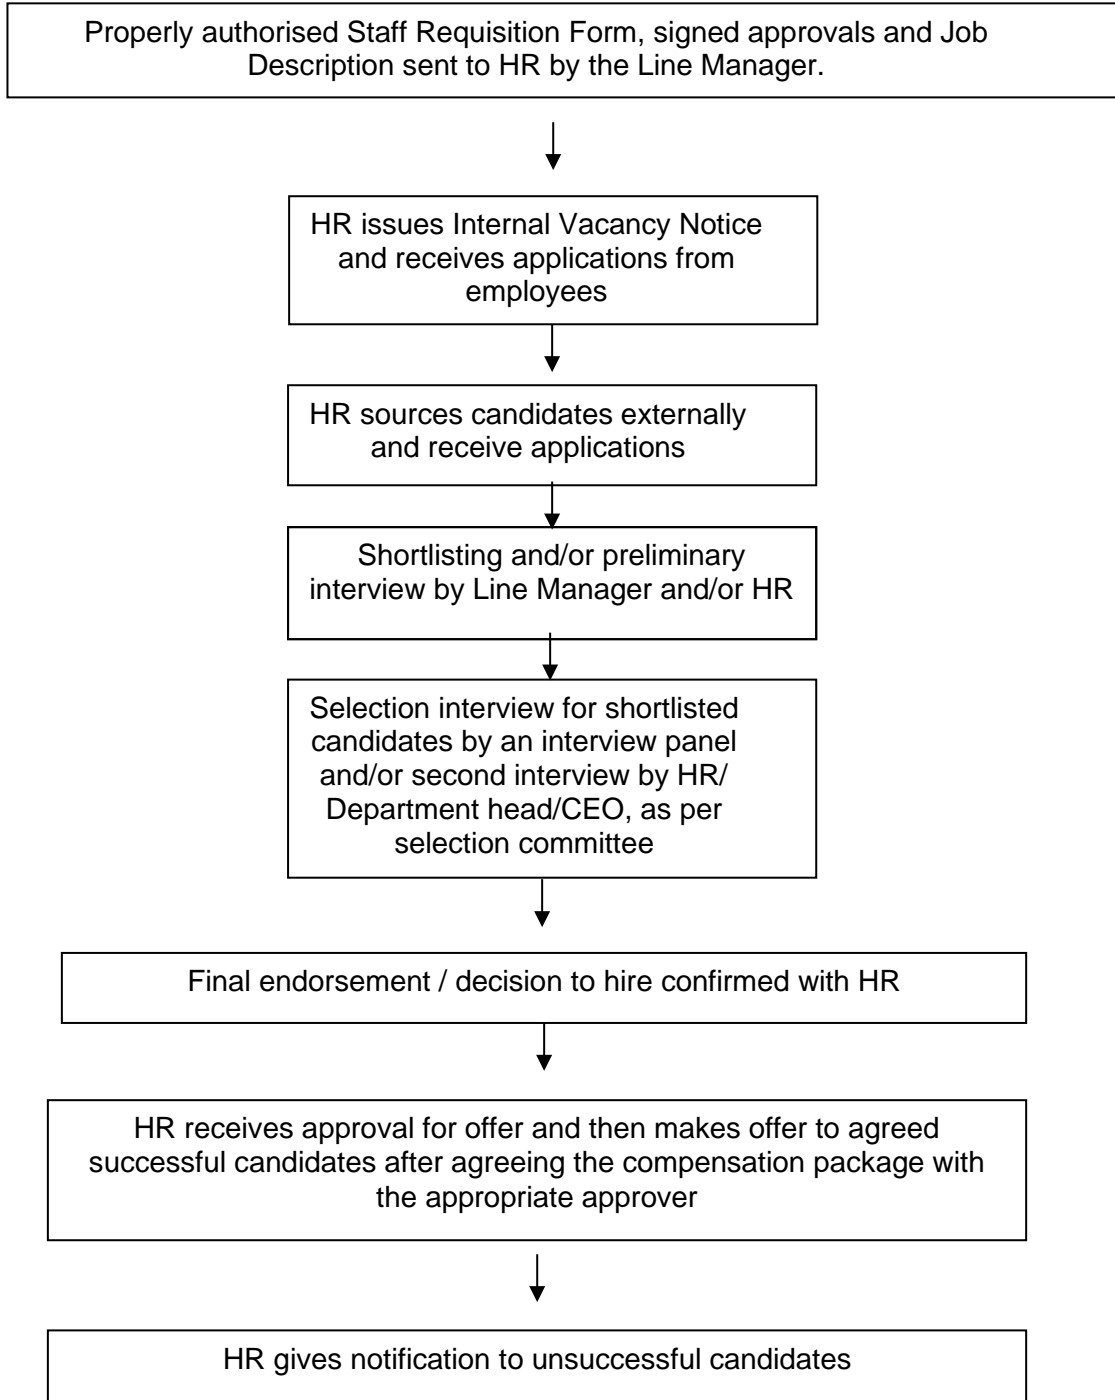 Properly authorised Staff Requisition Form, signed approvals and Job
Description sent to HR by the Line Manager.
HR issues Internal Vacancy Notice
and receives applications from
employees
HR sources candidates externally
and receive applications
Shortlisting and/or preliminary
interview by Line Manager and/or HR
Selection interview for shortlisted
candidates by an interview panel
and/or second interview by HR/
Department head/CEO, as per
selection committee
Final endorsement / decision to hire confirmed with HR
HR receives approval for offer and then makes offer to agreed
successful candidates after agreeing the compensation package with
the appropriate approver
HR gives notification to unsuccessful candidates